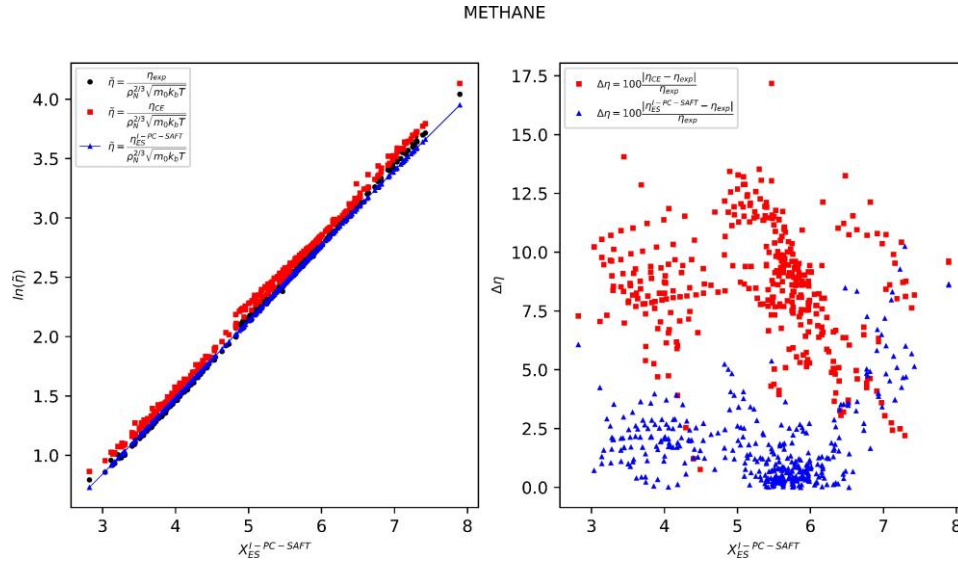 METHANE
η̃ = η_exp / ρ_N^{2/3} √(m_0 k_b T)
η̃ = η_CE / ρ_N^{2/3} √(m_0 k_b T)
η̃ = η_ES^{I−PC−SAFT} / ρ_N^{2/3} √(m_0 k_b T)
ln(η̃)
4.0
3.5
3.0
2.5
2.0
1.5
1.0
3 4 5 6 7 8
X_ES^{I−PC−SAFT}
Δη = 100 |η_CE − η_exp| / η_exp
Δη = 100 |η_ES^{I−PC−SAFT} − η_exp| / η_exp
Δη
17.5
15.0
12.5
10.0
7.5
5.0
2.5
0.0
3 4 5 6 7 8
X_ES^{I−PC−SAFT}